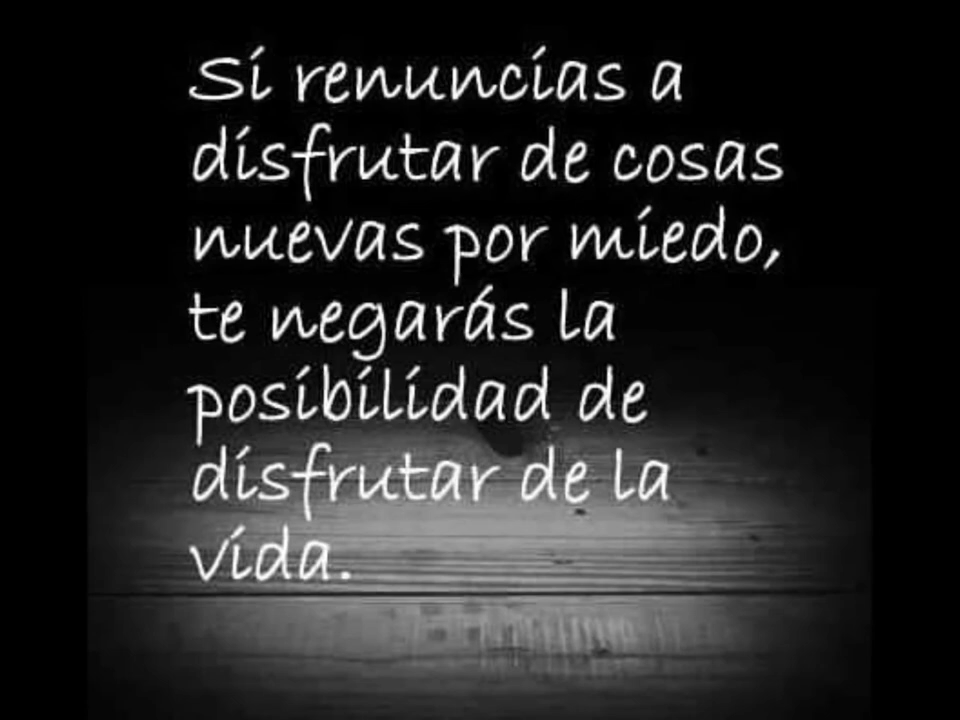 Si renuncias a
disfrutar de cosas
nuevas por miedo,
te negarás la
posibilidad de
disfrutar de la
vida.